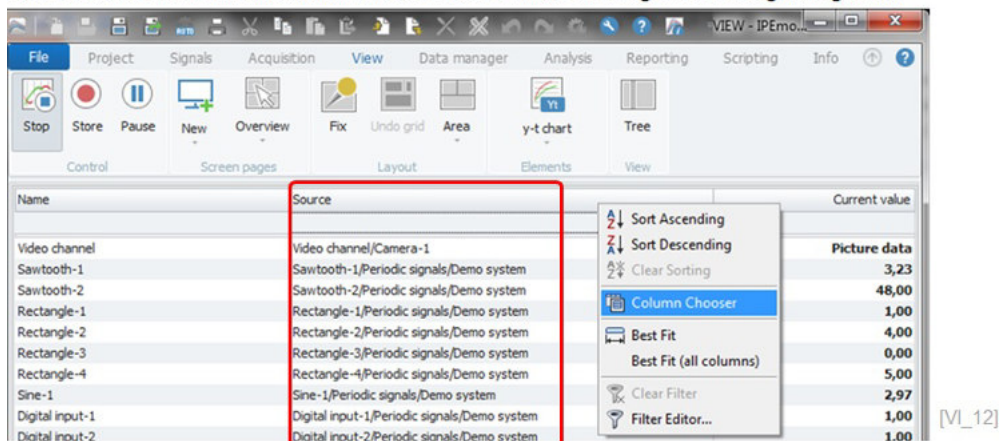 VIEW - IPEmo...
File Project Signals Acquisition View Data manager Analysis Reporting Scripting Info
Stop Store Pause New Overview Fix Undo grid Area y-t chart Tree
Control Screen pages Layout Elements View
Name Source Current value
Video channel Video channel/Camera-1 Picture data
Sawtooth-1 Sawtooth-1/Periodic signals/Demo system 3,23
Sawtooth-2 Sawtooth-2/Periodic signals/Demo system 48,00
Rectangle-1 Rectangle-1/Periodic signals/Demo system 1,00
Rectangle-2 Rectangle-2/Periodic signals/Demo system 4,00
Rectangle-3 Rectangle-3/Periodic signals/Demo system 0,00
Rectangle-4 Rectangle-4/Periodic signals/Demo system 5,00
Sine-1 Sine-1/Periodic signals/Demo system 2,97
Digital input-1 Digital input-1/Periodic signals/Demo system 1,00
Digital input-2 Digital input-2/Periodic signals/Demo system 1,00
Sort Ascending
Sort Descending
Clear Sorting
Column Chooser
Best Fit
Best Fit (all columns)
Clear Filter
Filter Editor...
[VI_12]